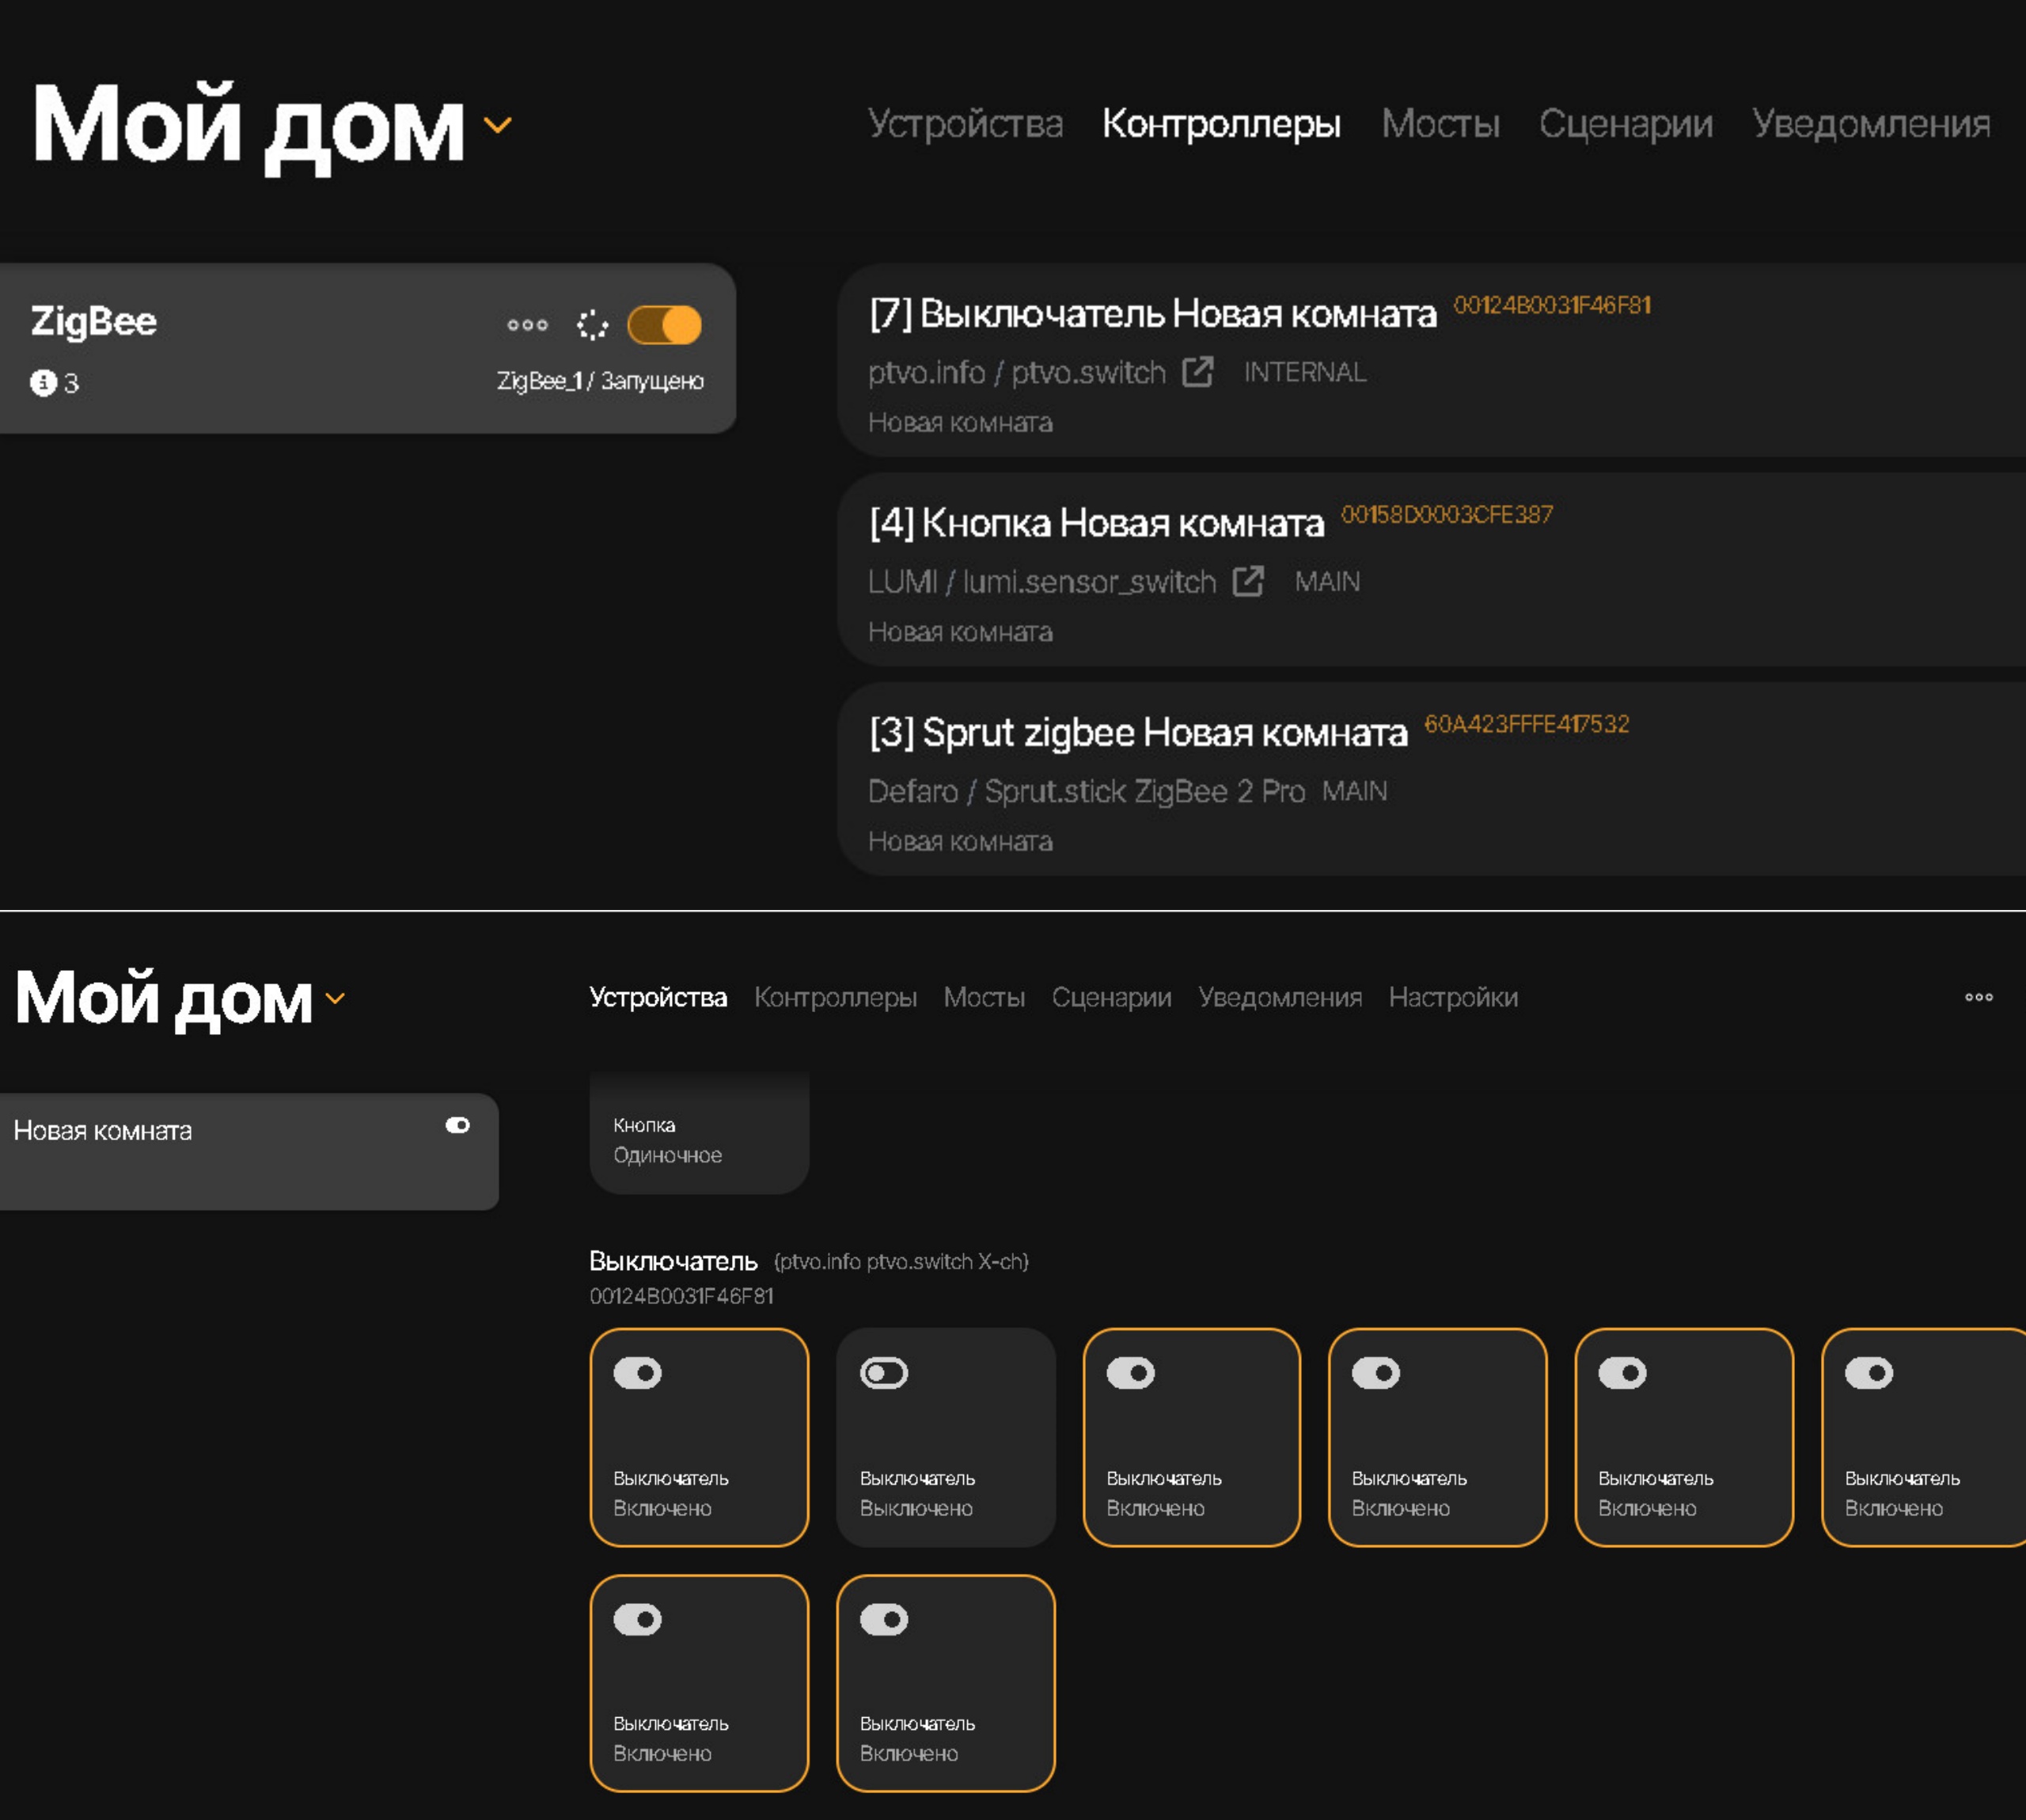 Мой дом
Устройства Контроллеры Мосты Сценарии Уведомления
ZigBee
3
ZigBee_1 / Запущено
[7] Выключатель Новая комната 00124B0031F46F81
ptvo.info / ptvo.switch INTERNAL
Новая комната
[4] Кнопка Новая комната 00158D0003CFE387
LUMI / lumi.sensor_switch MAIN
Новая комната
[3] Sprut zigbee Новая комната 60A423FFFE417532
Defaro / Sprut.stick ZigBee 2 Pro MAIN
Новая комната
Мой дом
Устройства Контроллеры Мосты Сценарии Уведомления Настройки
Новая комната
Кнопка
Одиночное
Выключатель (ptvo.info ptvo.switch X-ch)
00124B0031F46F81
Выключатель Выключатель Выключатель Выключатель Выключатель Выключатель
Включено Выключено Включено Включено Включено Включено
Выключатель Выключатель
Включено Включено